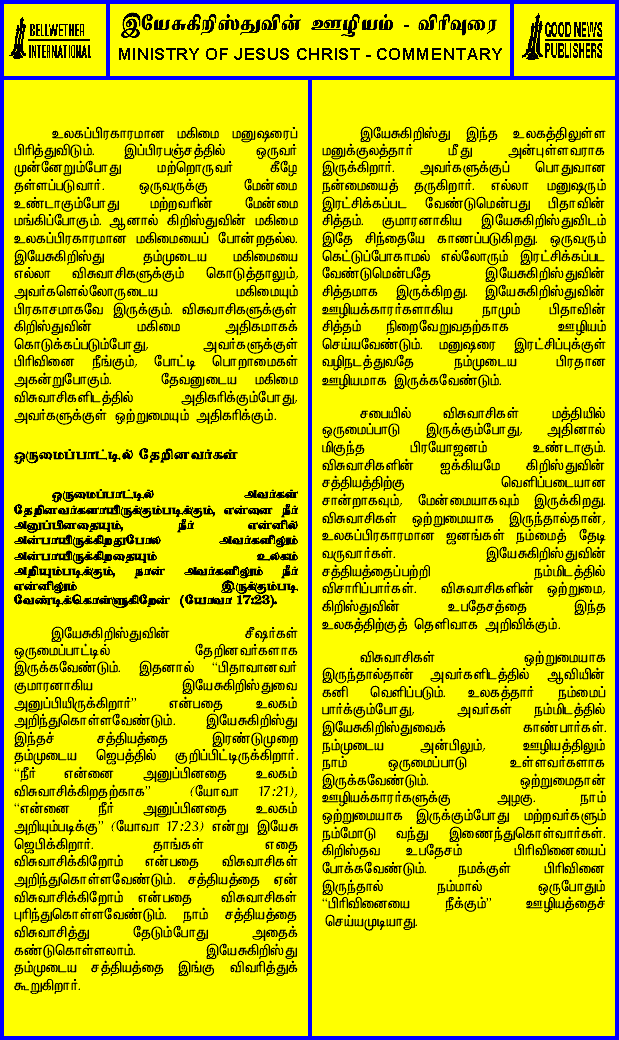 BELLWETHER
INTERNATIONAL
இயேசுகிறிஸ்துவின் ஊழியம் - விரிவுரை
MINISTRY OF JESUS CHRIST - COMMENTARY
GOOD NEWS
PUBLISHERS
உலகப்பிரகாரமான மகிமை மனுஷரைப்
பிரித்துவிடும். இப்பிரபஞ்சத்தில் ஒருவர்
முன்னேறும்போது மற்றொருவர் கீழே
தள்ளப்படுவார். ஒருவருக்கு மேன்மை
உண்டாகும்போது மற்றவரின் மேன்மை
மங்கிப்போகும். ஆனால் கிறிஸ்துவின் மகிமை
உலகப்பிரகாரமான மகிமையைப் போன்றதல்ல.
இயேசுகிறிஸ்து தம்முடைய மகிமையை
எல்லா விசுவாசிகளுக்கும் கொடுத்தாலும்,
அவர்களெல்லோருடைய மகிமையும்
பிரகாசமாகவே இருக்கும். விசுவாசிகளுக்குள்
கிறிஸ்துவின் மகிமை அதிகமாகக்
கொடுக்கப்படும்போது, அவர்களுக்குள்
பிரிவினை நீங்கும், போட்டி பொறாமைகள்
அகன்றுபோகும். தேவனுடைய மகிமை
விசுவாசிகளிடத்தில் அதிகரிக்கும்போது,
அவர்களுக்குள் ஒற்றுமையும் அதிகரிக்கும்.
ஒருமைப்பாட்டில் தேறினவர்கள்
ஒருமைப்பாட்டில் அவர்கள்
தேறினவர்களாயிருக்கும்படிக்கும், என்னை நீர்
அனுப்பினதையும், நீர் என்னில்
அன்பாயிருக்கிறதுபோல அவர்களிலும்
அன்பாயிருக்கிறதையும் உலகம்
அறியும்படிக்கும், நான் அவர்களிலும் நீர்
என்னிலும் இருக்கும்படி
வேண்டிக்கொள்ளுகிறேன் (யோவா 17:23).
இயேசுகிறிஸ்துவின் சீஷர்கள்
ஒருமைப்பாட்டில் தேறினவர்களாக
இருக்கவேண்டும். இதனால் “பிதாவானவர்
குமாரனாகிய இயேசுகிறிஸ்துவை
அனுப்பியிருக்கிறார்” என்பதை உலகம்
அறிந்துகொள்ளவேண்டும். இயேசுகிறிஸ்து
இந்தச் சத்தியத்தை இரண்டுமுறை
தம்முடைய ஜெபத்தில் குறிப்பிட்டிருக்கிறார்.
“நீர் என்னை அனுப்பினதை உலகம்
விசுவாசிக்கிறதற்காக” (யோவா 17:21),
“என்னை நீர் அனுப்பினதை உலகம்
அறியும்படிக்கு” (யோவா 17:23) என்று இயேசு
ஜெபிக்கிறார். தாங்கள் எதை
விசுவாசிக்கிறோம் என்பதை விசுவாசிகள்
அறிந்துகொள்ளவேண்டும். சத்தியத்தை ஏன்
விசுவாசிக்கிறோம் என்பதை விசுவாசிகள்
புரிந்துகொள்ளவேண்டும். நாம் சத்தியத்தை
விசுவாசித்து தேடும்போது அதைக்
கண்டுகொள்ளலாம். இயேசுகிறிஸ்து
தம்முடைய சத்தியத்தை இங்கு விவரித்துக்
கூறுகிறார்.
இயேசுகிறிஸ்து இந்த உலகத்திலுள்ள
மனுக்குலத்தார் மீது அன்புள்ளவராக
இருக்கிறார். அவர்களுக்குப் பொதுவான
நன்மையைத் தருகிறார். எல்லா மனுஷரும்
இரட்சிக்கப்பட வேண்டுமென்பது பிதாவின்
சித்தம். குமாரனாகிய இயேசுகிறிஸ்துவிடம்
இதே சிந்தையே காணப்படுகிறது. ஒருவரும்
கெட்டுப்போகாமல் எல்லோரும் இரட்சிக்கப்பட
வேண்டுமென்பதே இயேசுகிறிஸ்துவின்
சித்தமாக இருக்கிறது. இயேசுகிறிஸ்துவின்
ஊழியக்காரர்களாகிய நாமும் பிதாவின்
சித்தம் நிறைவேறுவதற்காக ஊழியம்
செய்யவேண்டும். மனுஷரை இரட்சிப்புக்குள்
வழிநடத்துவதே நம்முடைய பிரதான
ஊழியமாக இருக்கவேண்டும்.
சபையில் விசுவாசிகள் மத்தியில்
ஒருமைப்பாடு இருக்கும்போது, அதினால்
மிகுந்த பிரயோஜனம் உண்டாகும்.
விசுவாசிகளின் ஐக்கியமே கிறிஸ்துவின்
சத்தியத்திற்கு வெளிப்படையான
சான்றாகவும், மேன்மையாகவும் இருக்கிறது.
விசுவாசிகள் ஒற்றுமையாக இருந்தால்தான்,
உலகப்பிரகாரமான ஜனங்கள் நம்மைத் தேடி
வருவார்கள். இயேசுகிறிஸ்துவின்
சத்தியத்தைப்பற்றி நம்மிடத்தில்
விசாரிப்பார்கள். விசுவாசிகளின் ஒற்றுமை,
கிறிஸ்துவின் உபதேசத்தை இந்த
உலகத்திற்குத் தெளிவாக அறிவிக்கும்.
விசுவாசிகள் ஒற்றுமையாக
இருந்தால்தான் அவர்களிடத்தில் ஆவியின்
கனி வெளிப்படும். உலகத்தார் நம்மைப்
பார்க்கும்போது, அவர்கள் நம்மிடத்தில்
இயேசுகிறிஸ்துவைக் காண்பார்கள்.
நம்முடைய அன்பிலும், ஊழியத்திலும்
நாம் ஒருமைப்பாடு உள்ளவர்களாக
இருக்கவேண்டும். ஒற்றுமைதான்
ஊழியக்காரர்களுக்கு அழகு. நாம்
ஒற்றுமையாக இருக்கும்போது மற்றவர்களும்
நம்மோடு வந்து இணைந்துகொள்வார்கள்.
கிறிஸ்தவ உபதேசம் பிரிவினையைப்
போக்கவேண்டும். நமக்குள் பிரிவினை
இருந்தால் நம்மால் ஒருபோதும்
“பிரிவினையை நீக்கும்” ஊழியத்தைச்
செய்யமுடியாது.